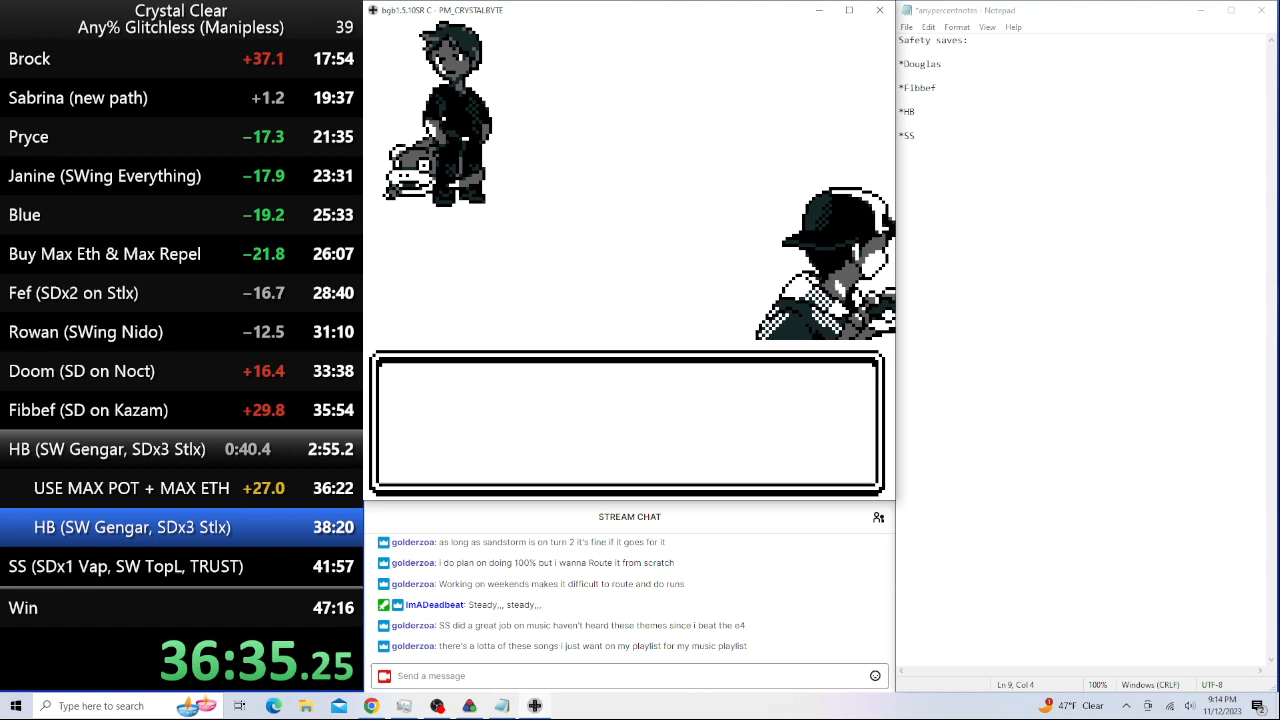 Crystal Clear
Any% Glitchless (Manipless) 39
Brock +37.1 17:54
Sabrina (new path) +1.2 19:37
Pryce −17.3 21:35
Janine (SWing Everything) −17.9 23:31
Blue −19.2 25:33
Buy Max Eth & Max Repel −21.8 26:07
Fef (SDx2 on Stlx) −16.7 28:40
Rowan (SWing Nido) −12.5 31:10
Doom (SD on Noct) +16.4 33:38
Fibbef (SD on Kazam) +29.8 35:54
HB (SW Gengar, SDx3 Stlx) 0:40.4 2:55.2
USE MAX POT + MAX ETH +27.0 36:22
HB (SW Gengar, SDx3 Stlx) 38:20
SS (SDx1 Vap, SW TopL, TRUST) 41:57
Win 47:16
36:35.25
bgb1.5.10SR C - PM_CRYSTALBYTE
STREAM CHAT
golderzoa: as long as sandstorm is on turn 2 it's fine if it goes for it
golderzoa: i do plan on doing 100% but i wanna Route it from scratch
golderzoa: Working on weekends makes it difficult to route and do runs
ImADeadbeat: Steady,,, steady,,,
golderzoa: SS did a great job on music haven't heard these themes since i beat the e4
golderzoa: there's a lotta of these songs i just want on my playlist for my music playlist
Send a message
*anypercentnotes - Notepad
File Edit Format View Help
Safety saves:
*Douglas
*Fibbef
*HB
*SS
Ln 9, Col 4 100% Windows (CRLF) UTF-8
Type here to search
47°F Clear
9:14 PM
11/12/2023
2